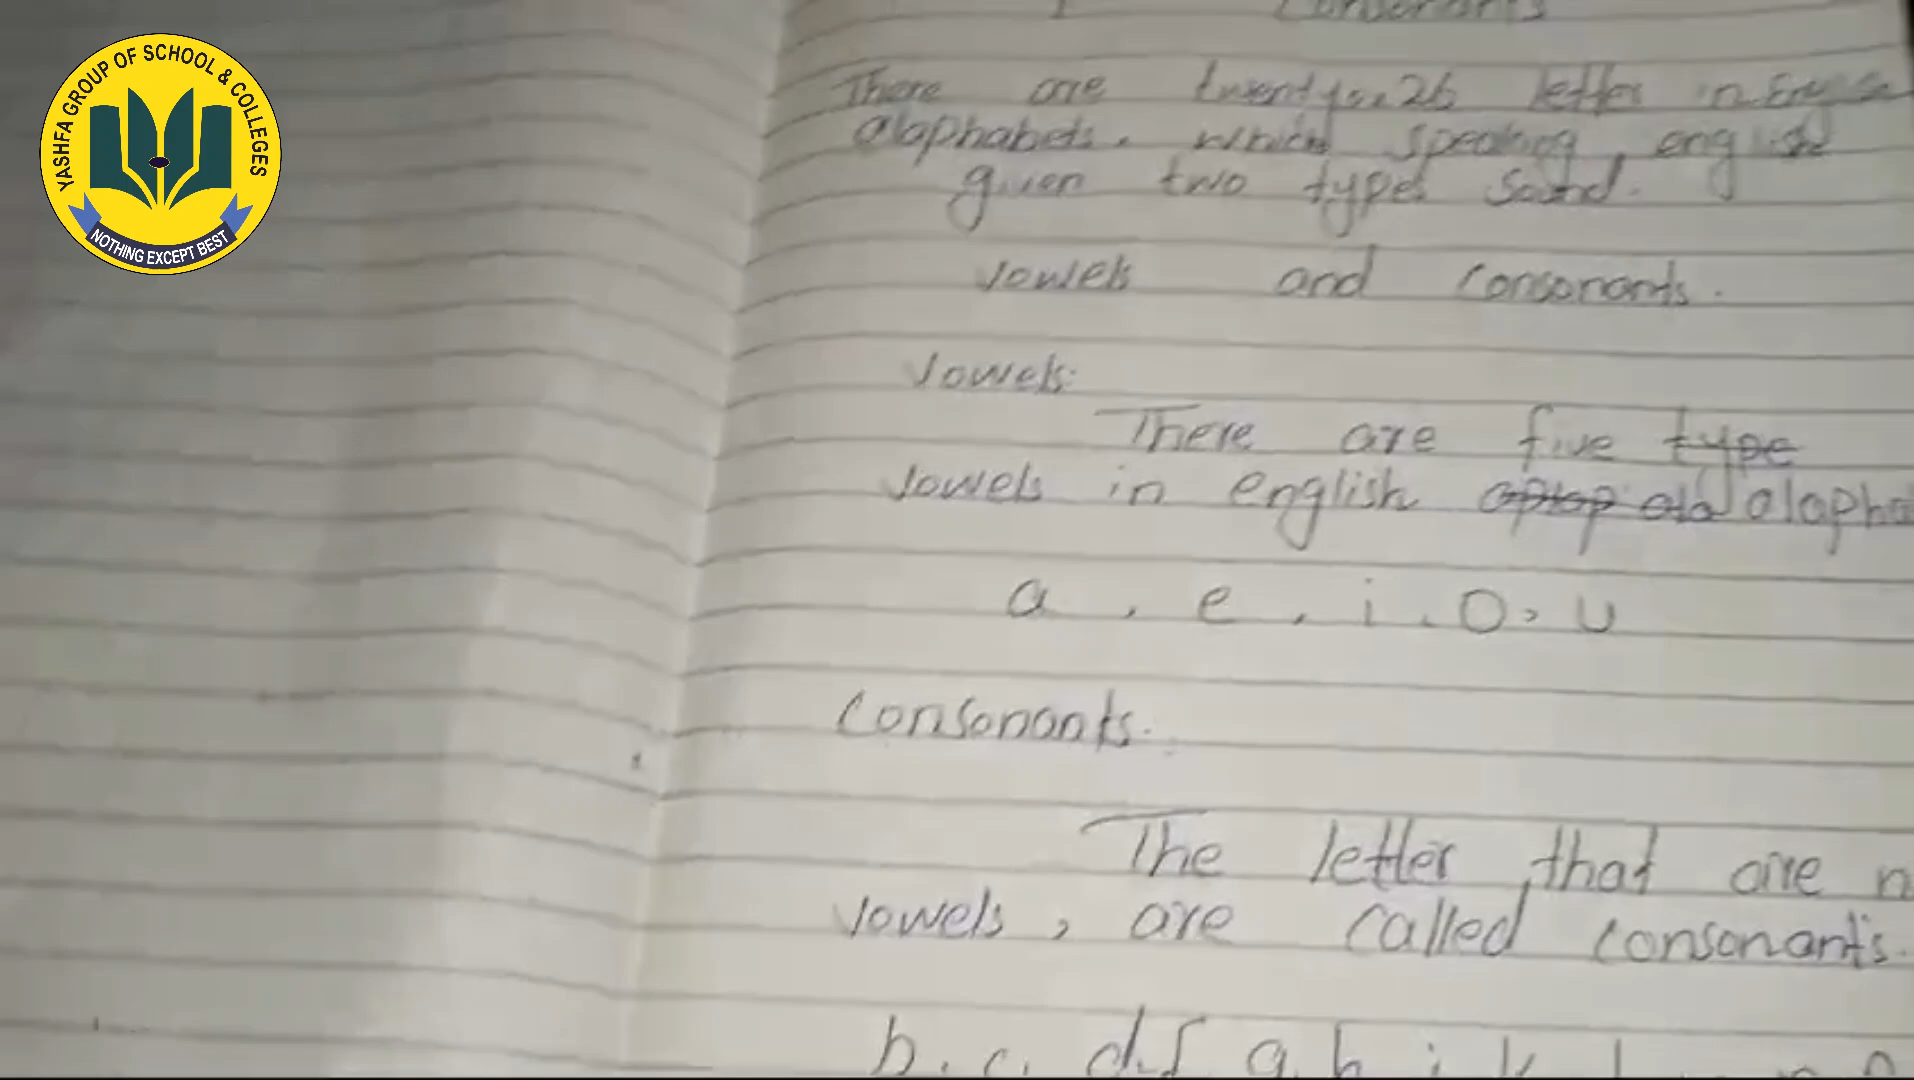 YASHFA GROUP OF SCHOOL & COLLEGES
NOTHING EXCEPT BEST
Consonants
There are 26 letter in
alaphabets. which speaking, english
given two types sound.
vowels and consonants.
Vowels:
There are five type
vowels in english alapha
a, e, i, o, u
Consonants.
The letter, that are n
vowels, are called consonants.
b, c, d, f g h i k l